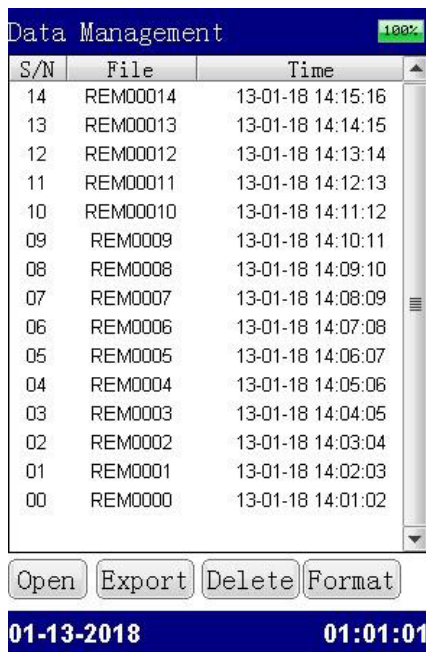 Data Management 100%
S/N File Time
14 REM00014 13-01-18 14:15:16
13 REM00013 13-01-18 14:14:15
12 REM00012 13-01-18 14:13:14
11 REM00011 13-01-18 14:12:13
10 REM00010 13-01-18 14:11:12
09 REM0009 13-01-18 14:10:11
08 REM0008 13-01-18 14:09:10
07 REM0007 13-01-18 14:08:09
06 REM0006 13-01-18 14:07:08
05 REM0005 13-01-18 14:06:07
04 REM0004 13-01-18 14:05:06
03 REM0003 13-01-18 14:04:05
02 REM0002 13-01-18 14:03:04
01 REM0001 13-01-18 14:02:03
00 REM0000 13-01-18 14:01:02
Open Export Delete Format
01-13-2018 01:01:01